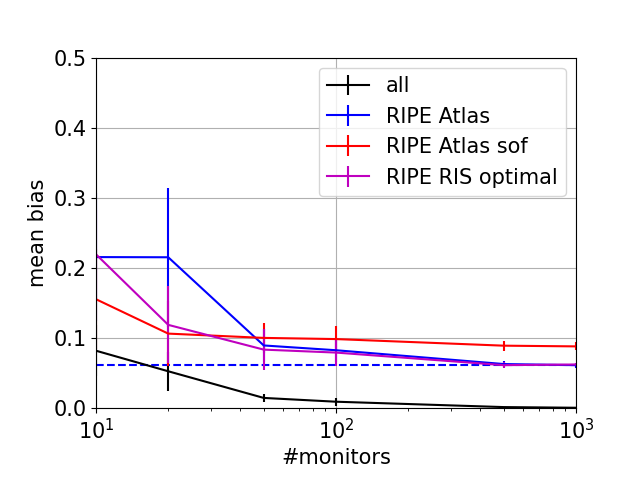 0.5
0.4
0.3
0.2
0.1
0.0
mean bias
10¹
10²
10³
#monitors
all
RIPE Atlas
RIPE Atlas sof
RIPE RIS optimal